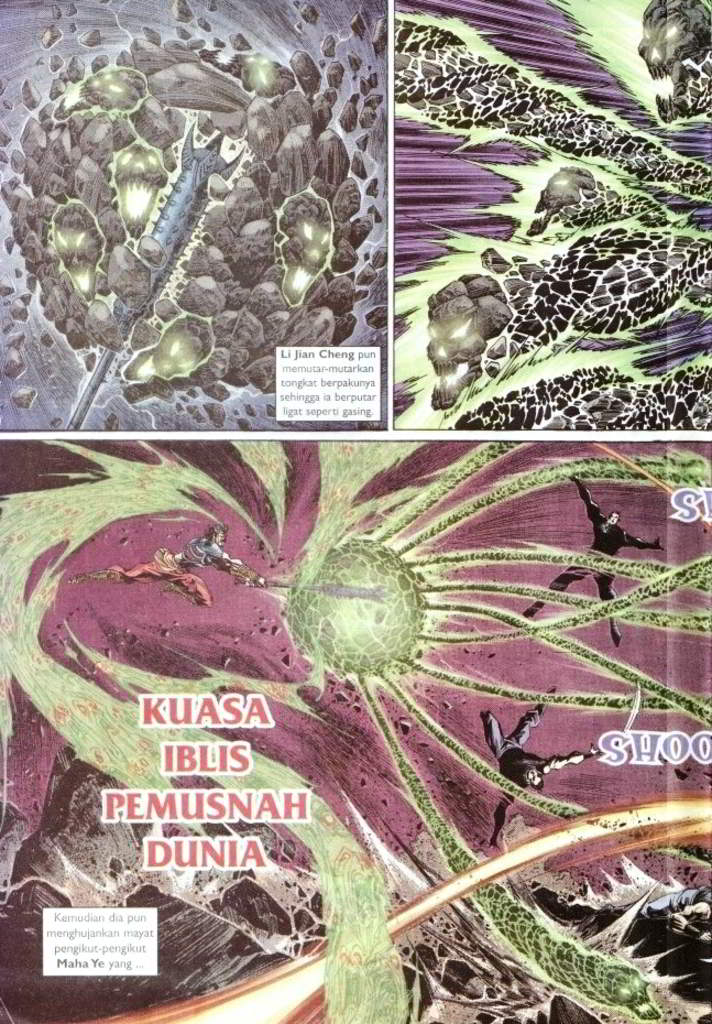 Li Jian Cheng pun
memutar-mutarkan
tongkat berpakunya
sehingga ia berputar
ligat seperti gasing.
KUASA
IBLIS
PEMUSNAH
DUNIA
SHOO
Kemudian dia pun
menghujankan mayat
pengikut-pengikut
Maha Ye yang ...